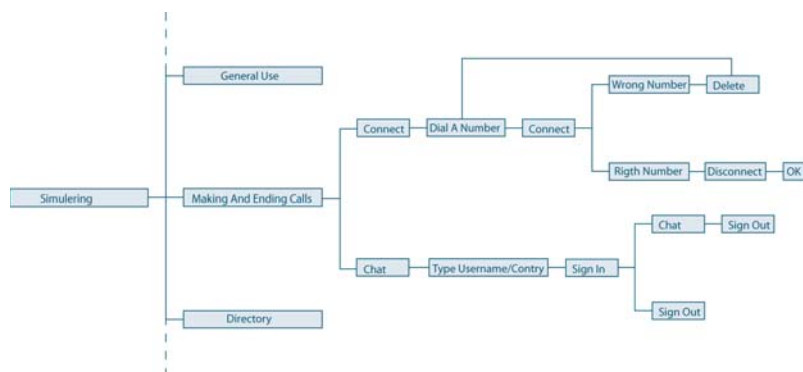 General Use
Wrong Number
Delete
Connect
Dial A Number
Connect
Rigth Number
Disconnect
OK
Simulering
Making And Ending Calls
Chat
Sign Out
Chat
Type Username/Contry
Sign In
Sign Out
Directory